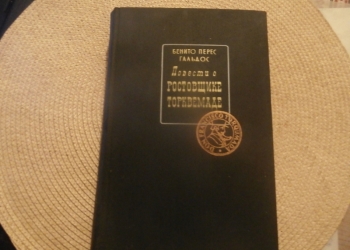 БЕНИТО ПЕРЕС
ГАЛЬДОС
Повести о
РОСТОВЩИКЕ
ТОРКВЕМАДЕ